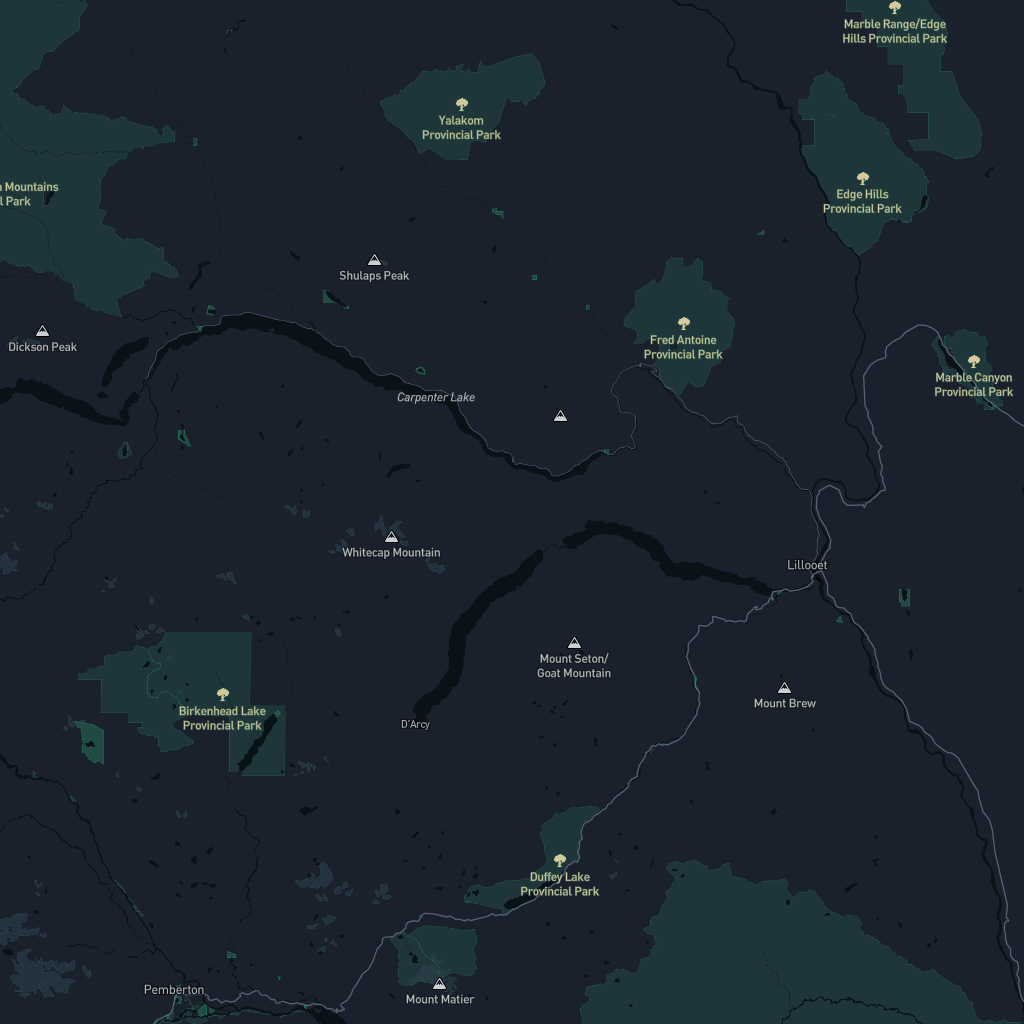 Marble Range/Edge
Hills Provincial Park
Yalakom
Provincial Park
Mountains
Park
Edge Hills
Provincial Park
Shulaps Peak
Dickson Peak
Fred Antoine
Provincial Park
Marble Canyon
Provincial Park
Carpenter Lake
Whitecap Mountain
Lillooet
Mount Seton/
Goat Mountain
Mount Brew
Birkenhead Lake
Provincial Park
D'Arcy
Duffey Lake
Provincial Park
Pemberton
Mount Matier